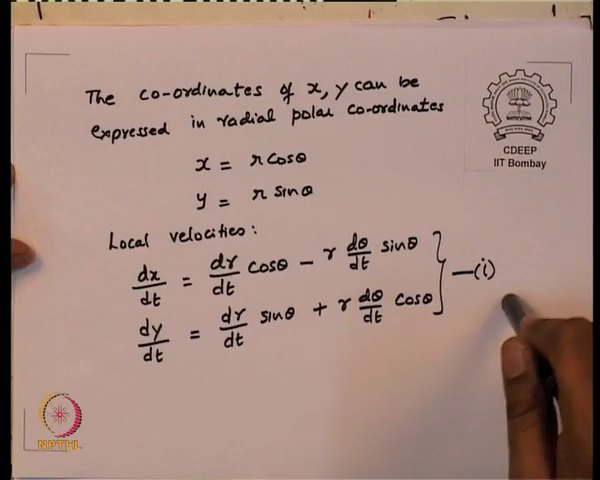 The co-ordinates of x, y can be
expressed in radial polar co-ordinates
x = r cosθ
y = r sinθ
Local velocities:
dx/dt = dr/dt cosθ - r dθ/dt sinθ
dy/dt = dr/dt sinθ + r dθ/dt cosθ } —(i)
CDEEP
IIT Bombay
NPTEL